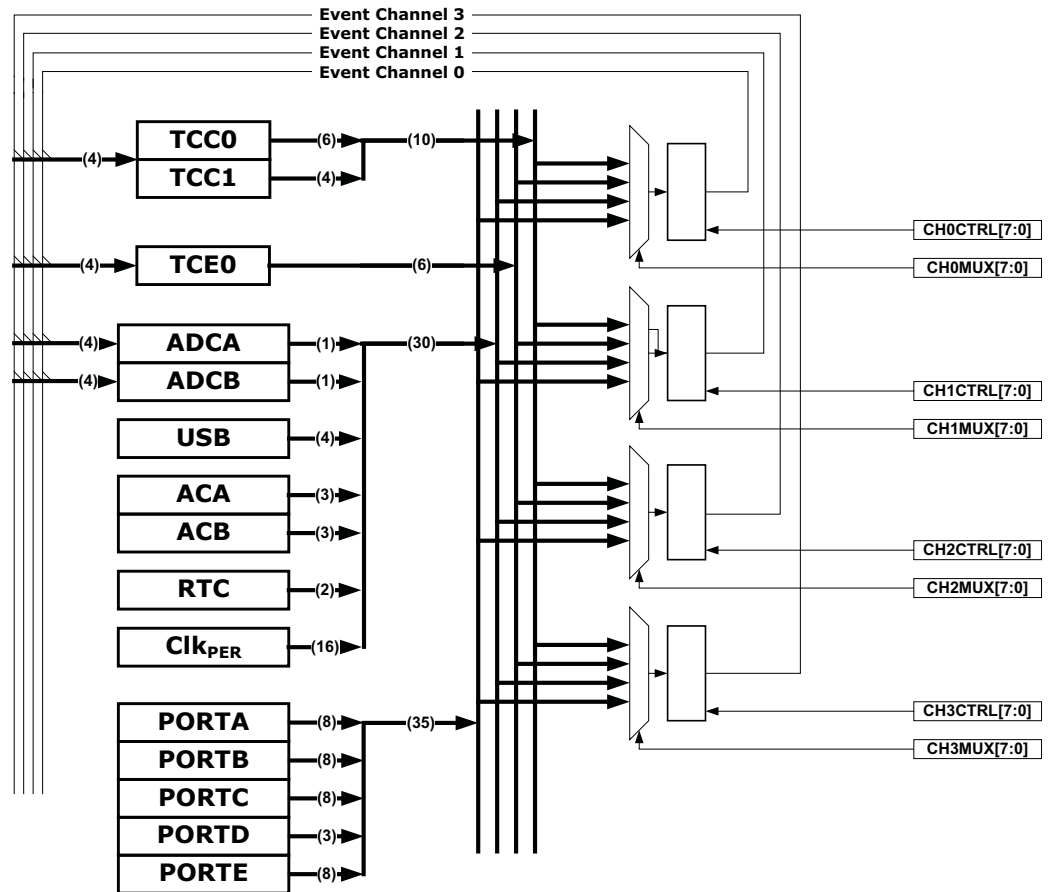 Event Channel 3
Event Channel 2
Event Channel 1
Event Channel 0
TCC0 (6) (10)
(4) TCC1 (4)
CH0CTRL[7:0]
(4) TCE0 (6) CH0MUX[7:0]
(4) ADCA (1) (30)
(4) ADCB (1)
CH1CTRL[7:0]
USB (4) CH1MUX[7:0]
ACA (3)
ACB (3)
CH2CTRL[7:0]
RTC (2) CH2MUX[7:0]
ClkPER (16)
CH3CTRL[7:0]
PORTA (8) (35)
CH3MUX[7:0]
PORTB (8)
PORTC (8)
PORTD (3)
PORTE (8)